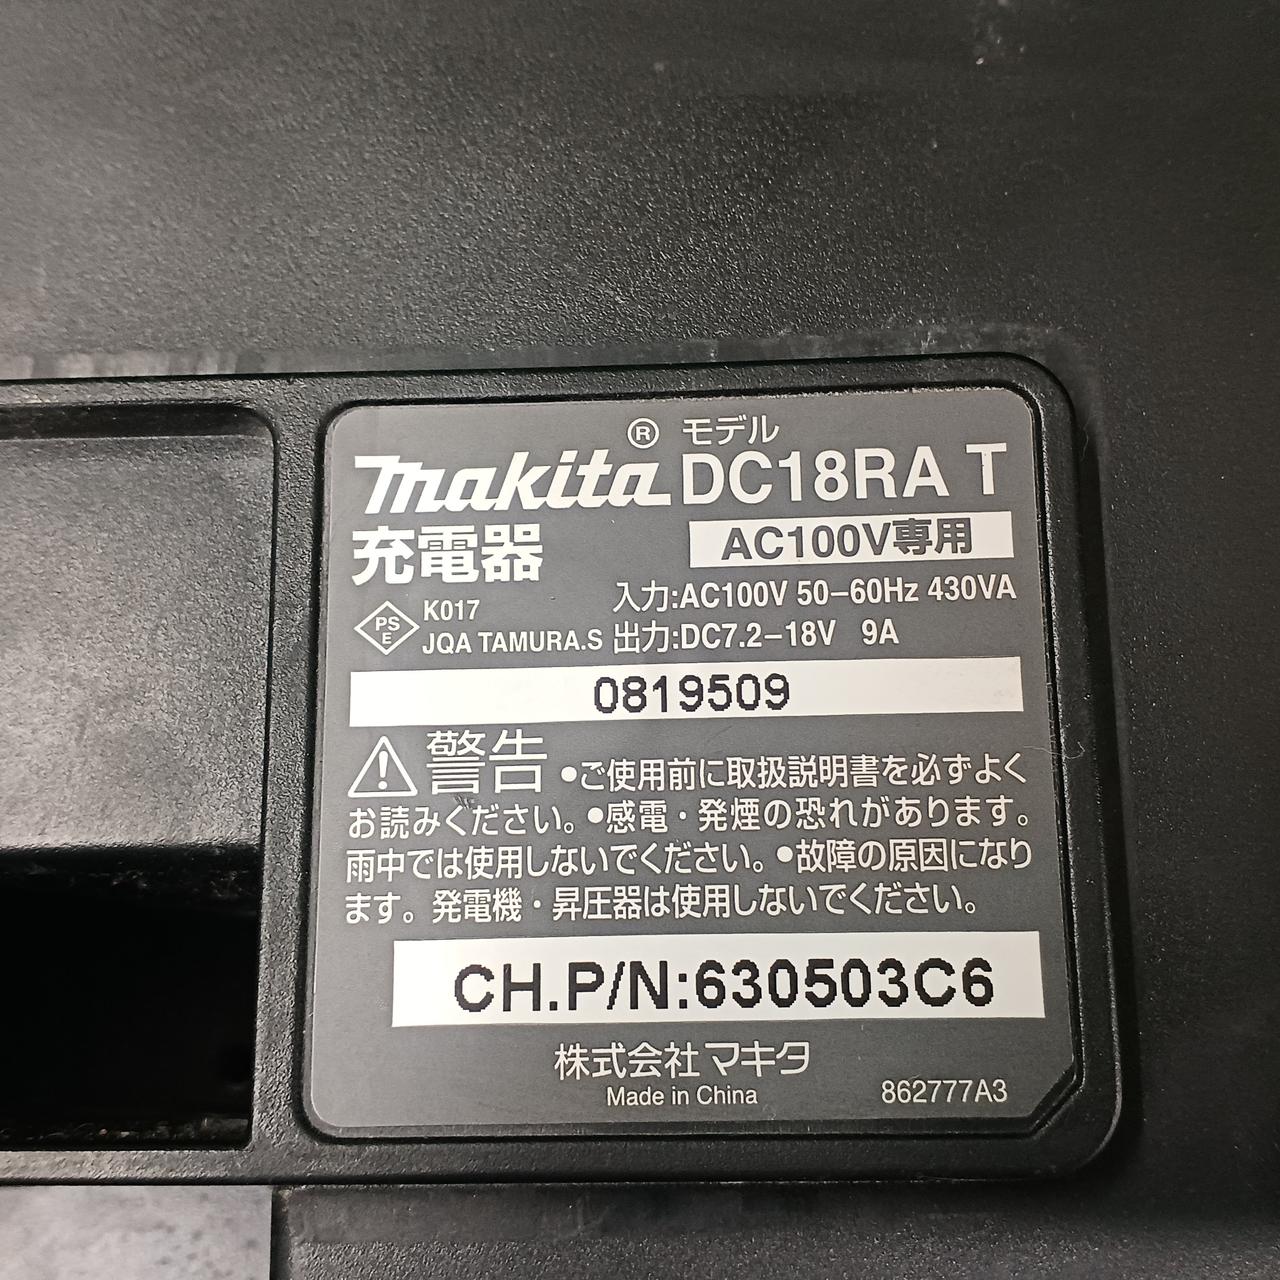 ® モデル
makita DC18RA T
充電器 AC100V専用
PSE K017 入力:AC100V 50-60Hz 430VA
JQA TAMURA.S 出力:DC7.2-18V 9A
0819509
警告 •ご使用前に取扱説明書を必ずよく
お読みください。•感電・発煙の恐れがあります。
雨中では使用しないでください。•故障の原因になり
ます。発電機・昇圧器は使用しないでください。
CH.P/N:630503C6
株式会社マキタ
Made in China 862777A3